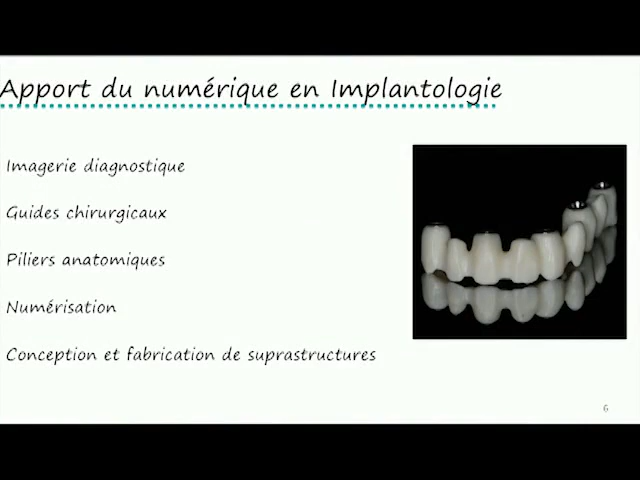 Apport du numérique en Implantologie
Imagerie diagnostique
Guides chirurgicaux
Piliers anatomiques
Numérisation
Conception et fabrication de suprastructures
6